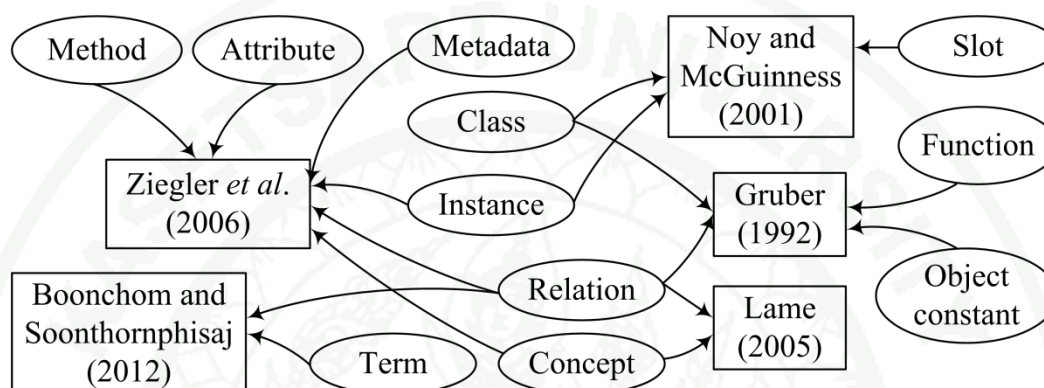 Method
Attribute
Metadata
Noy and
McGuinness
(2001)
Slot
Class
Function
Ziegler et al.
(2006)
Instance
Gruber
(1992)
Boonchom and
Soonthornphisaj
(2012)
Relation
Object
constant
Lame
(2005)
Term
Concept